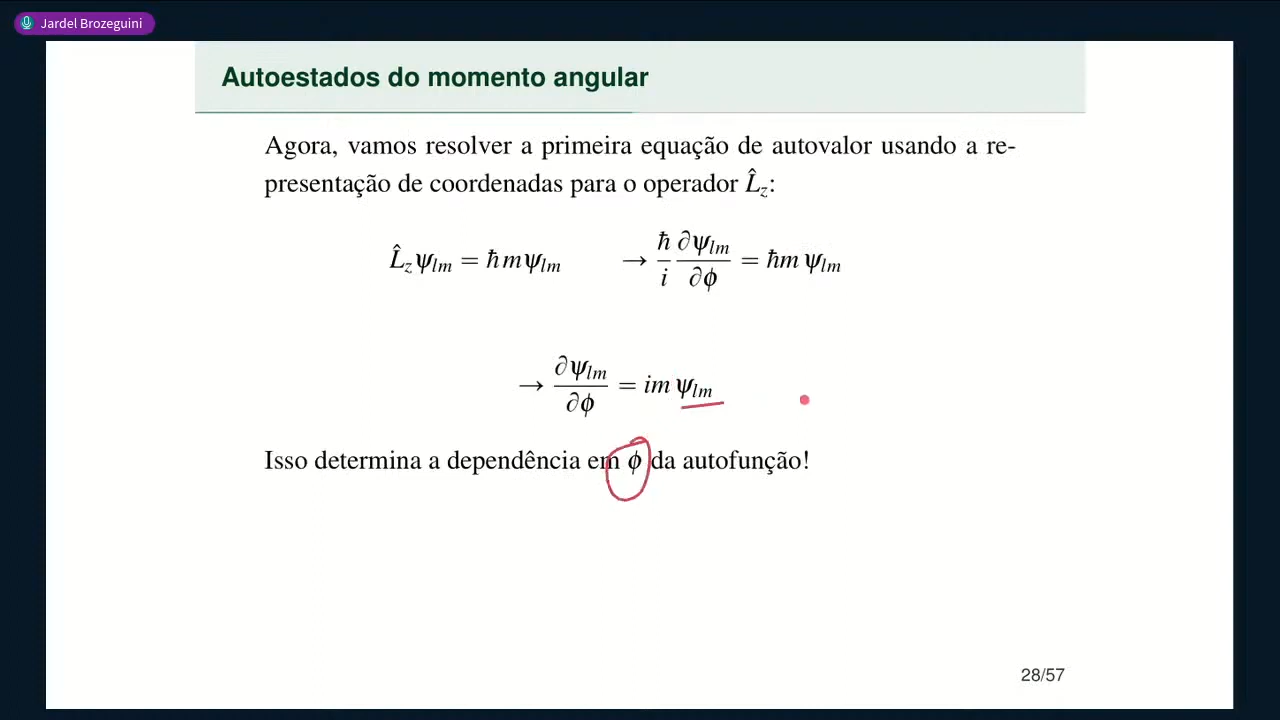 Jardel Brozeguini
Autoestados do momento angular
Agora, vamos resolver a primeira equação de autovalor usando a re-
presentação de coordenadas para o operador L̂_z:
L̂_z ψ_lm = ħ m ψ_lm → ħ/i ∂ψ_lm/∂ϕ = ħm ψ_lm
→ ∂ψ_lm/∂ϕ = im ψ_lm
Isso determina a dependência em ϕ da autofunção!
28/57